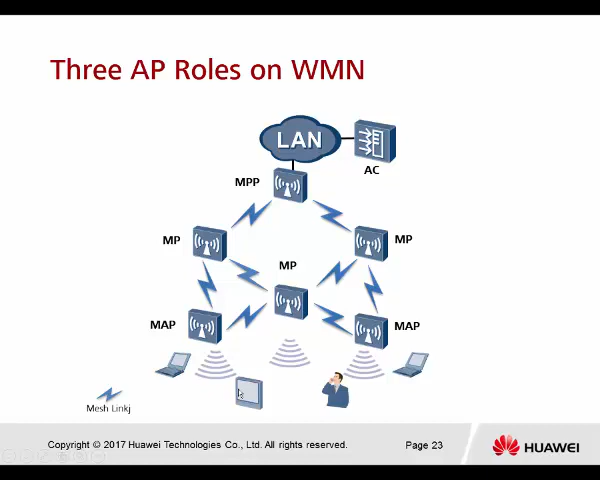 Three AP Roles on WMN
LAN
AC
MPP
MP
MP
MP
MAP
MAP
Mesh Linkj
Copyright © 2017 Huawei Technologies Co., Ltd. All rights reserved.
Page 23
HUAWEI